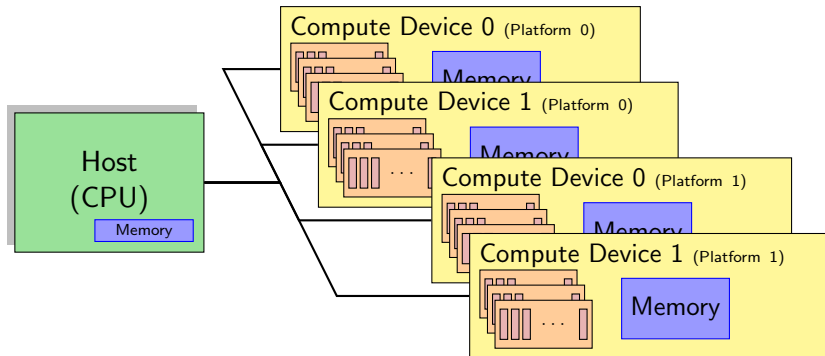 Compute Device 0 (Platform 0)
Memory
Compute Device 1 (Platform 0)
· · ·
Memory
Host
(CPU)
Memory
Compute Device 0 (Platform 1)
Memory
Compute Device 1 (Platform 1)
· · ·
Memory